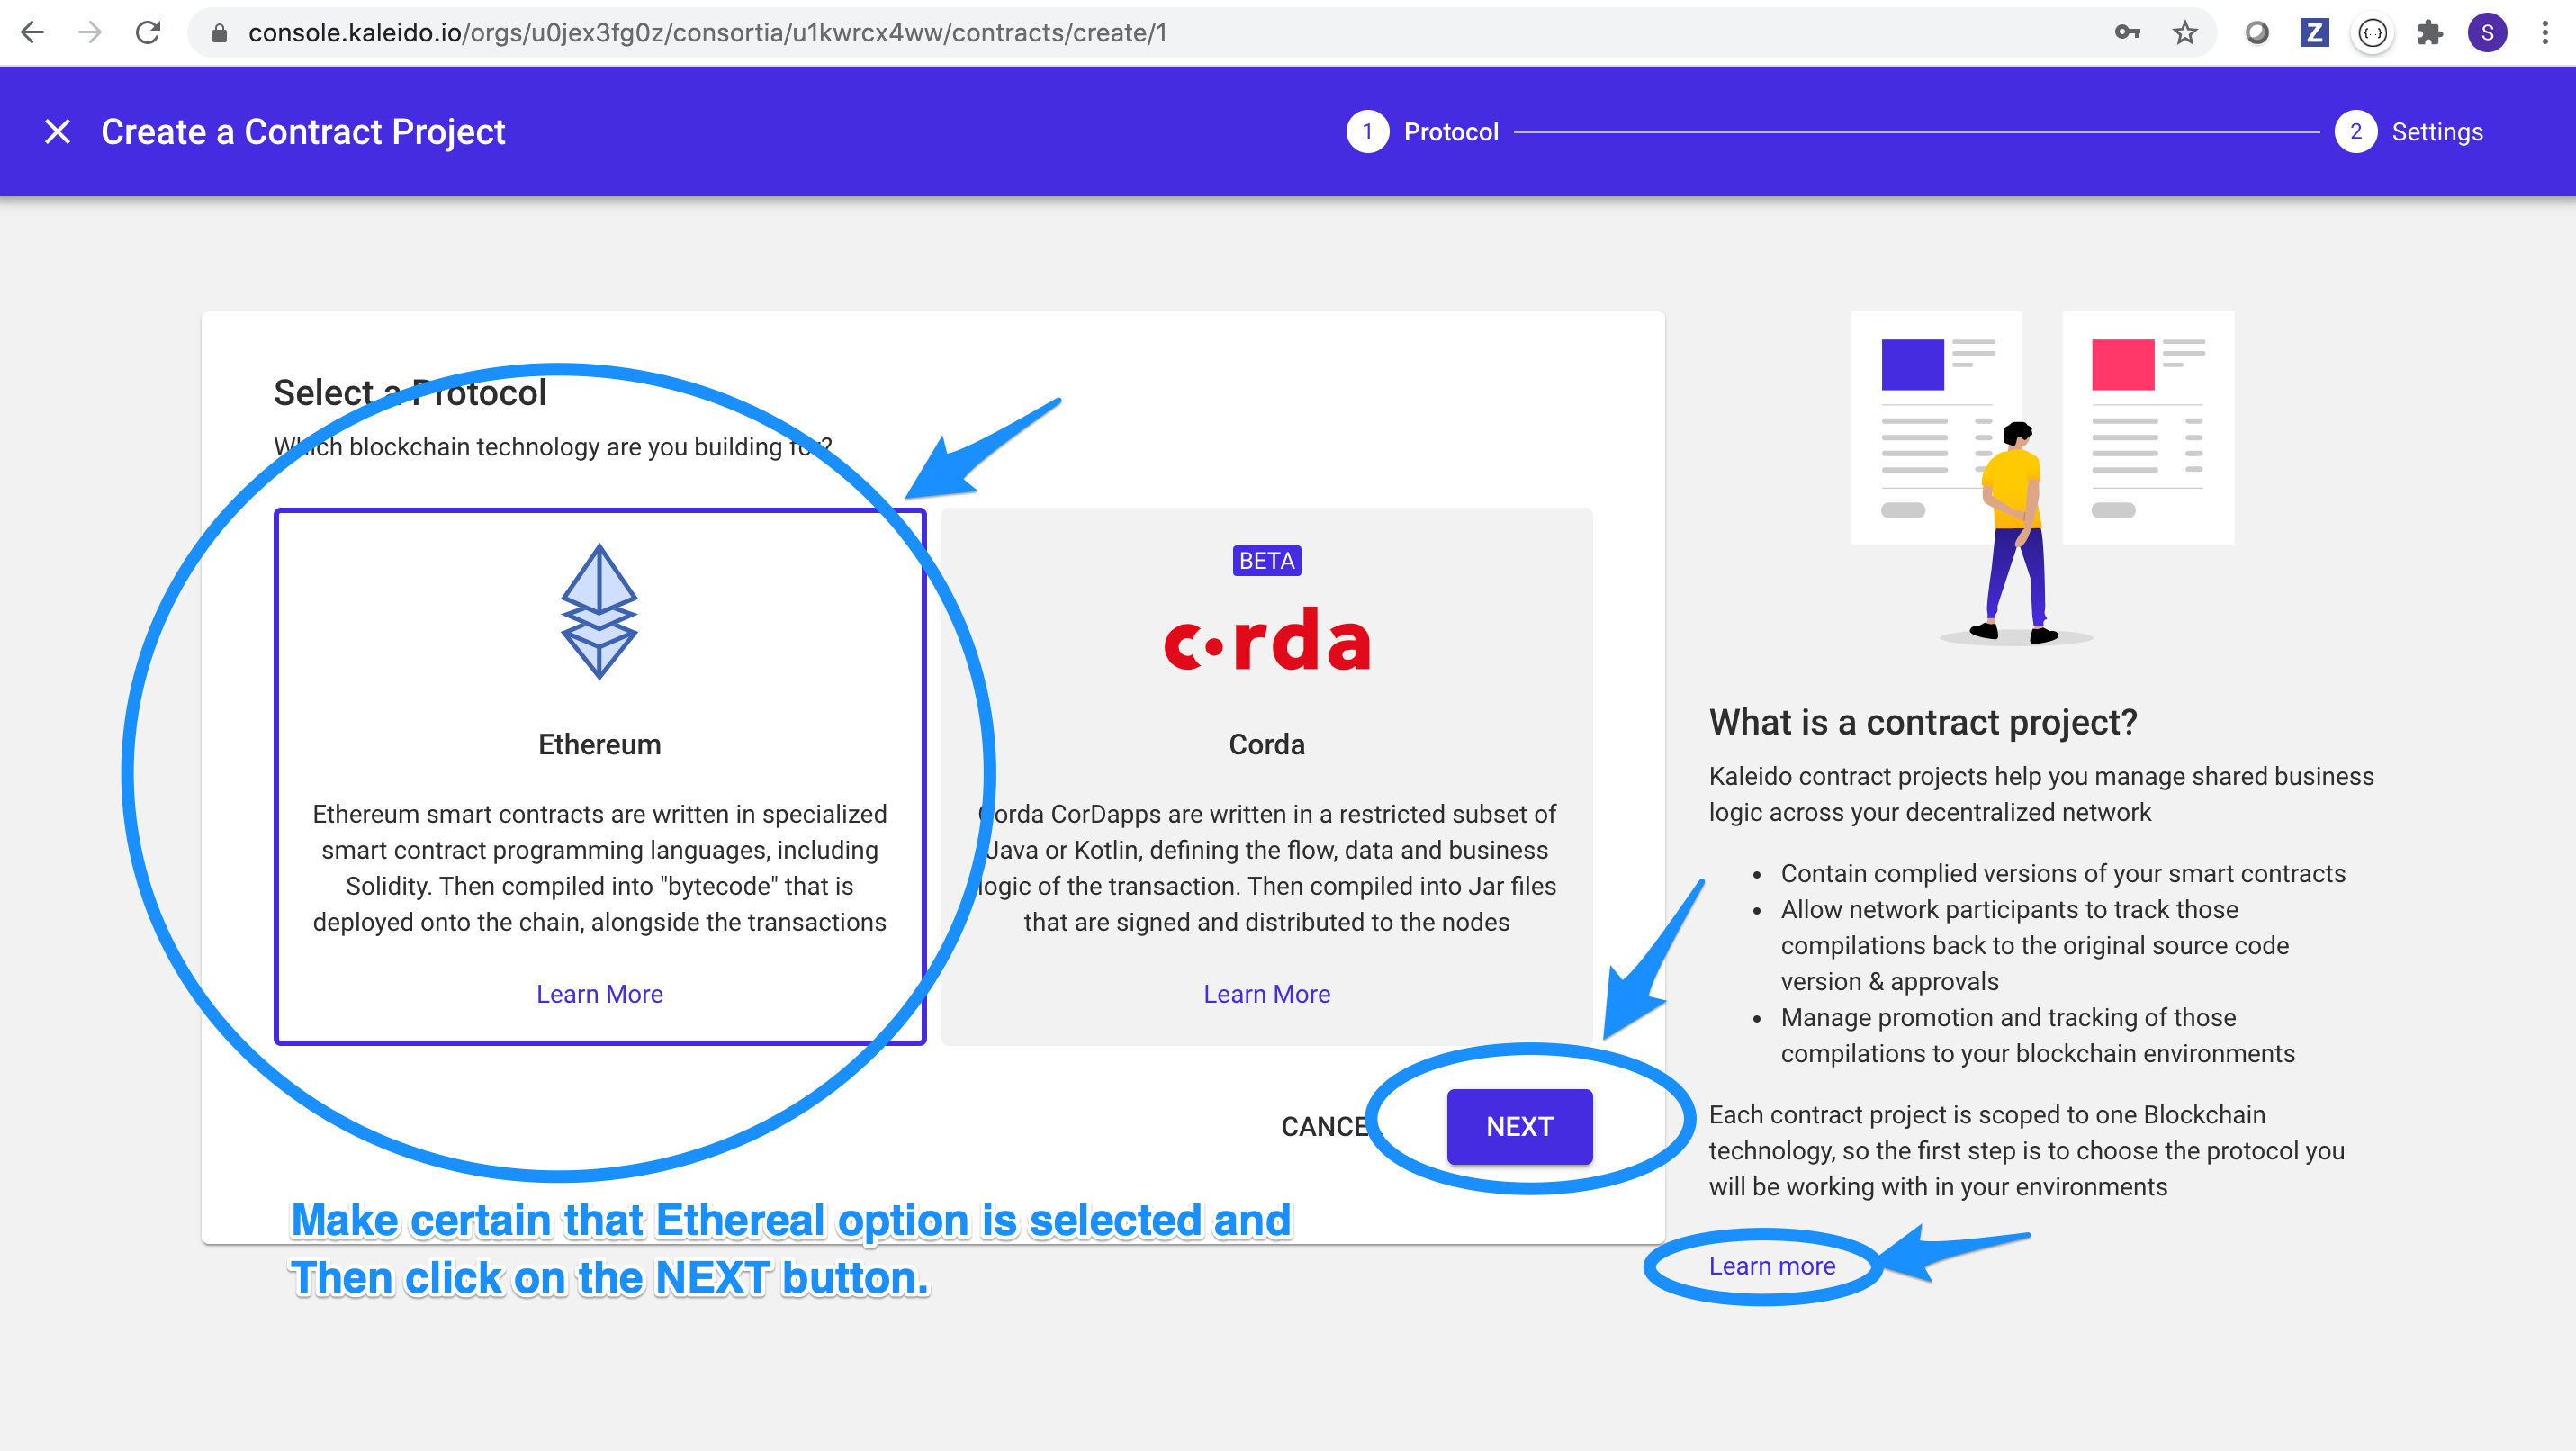 console.kaleido.io/orgs/u0jex3fg0z/consortia/u1kwrcx4ww/contracts/create/1
Z
{...}
S
Create a Contract Project
1 Protocol
2 Settings
Select a Protocol
Which blockchain technology are you building for?
Ethereum
Ethereum smart contracts are written in specialized
smart contract programming languages, including
Solidity. Then compiled into "bytecode" that is
deployed onto the chain, alongside the transactions
Learn More
BETA
c•rda
Corda
Corda CorDapps are written in a restricted subset of
Java or Kotlin, defining the flow, data and business
logic of the transaction. Then compiled into Jar files
that are signed and distributed to the nodes
Learn More
CANCEL
NEXT
Make certain that Ethereal option is selected and
Then click on the NEXT button.
What is a contract project?
Kaleido contract projects help you manage shared business
logic across your decentralized network
• Contain complied versions of your smart contracts
• Allow network participants to track those
compilations back to the original source code
version & approvals
• Manage promotion and tracking of those
compilations to your blockchain environments
Each contract project is scoped to one Blockchain
technology, so the first step is to choose the protocol you
will be working with in your environments
Learn more